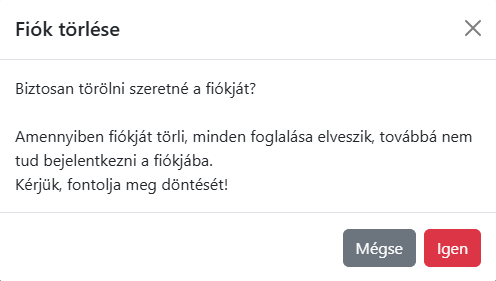 Fiók törlése
Biztosan törölni szeretné a fiókját?
Amennyiben fiókját törli, minden foglalása elveszik, továbbá nem
tud bejelentkezni a fiókjába.
Kérjük, fontolja meg döntését!
Mégse
Igen